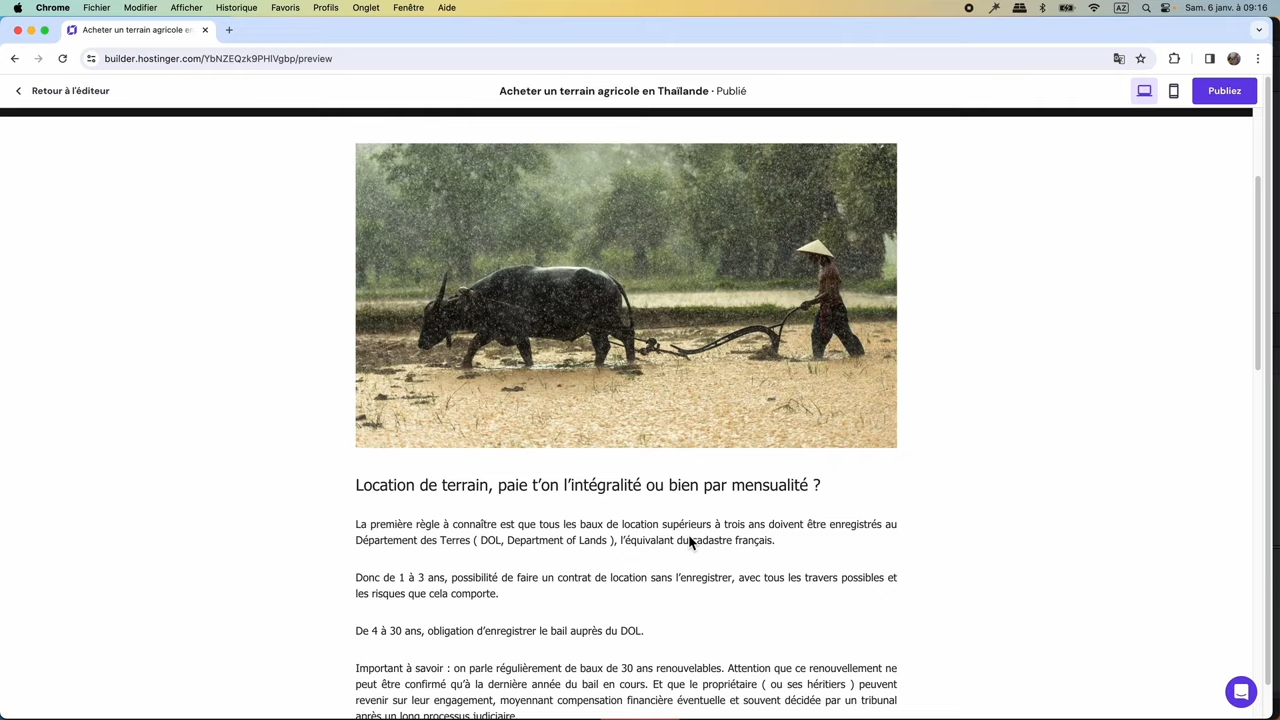 Chrome Fichier Modifier Afficher Historique Favoris Profils Onglet Fenêtre Aide AZ Sam. 6 janv. à 09:16
Acheter un terrain agricole en
builder.hostinger.com/YbNZEQzk9PHlVgbp/preview
Retour à l'éditeur Acheter un terrain agricole en Thaïlande · Publié Publiez
Location de terrain, paie t’on l’intégralité ou bien par mensualité ?
La première règle à connaître est que tous les baux de location supérieurs à trois ans doivent être enregistrés au
Département des Terres ( DOL, Department of Lands ), l’équivalant du cadastre français.
Donc de 1 à 3 ans, possibilité de faire un contrat de location sans l’enregistrer, avec tous les travers possibles et
les risques que cela comporte.
De 4 à 30 ans, obligation d’enregistrer le bail auprès du DOL.
Important à savoir : on parle régulièrement de baux de 30 ans renouvelables. Attention que ce renouvellement ne
peut être confirmé qu’à la dernière année du bail en cours. Et que le propriétaire ( ou ses héritiers ) peuvent
revenir sur leur engagement, moyennant compensation financière éventuelle et souvent décidée par un tribunal
après un long processus judiciaire.